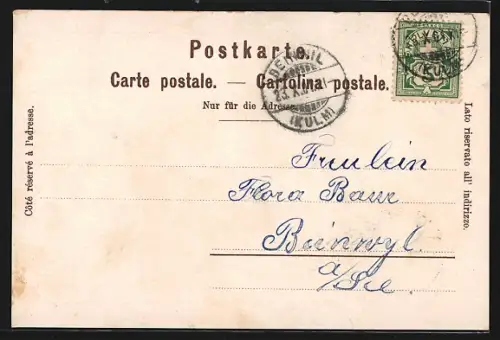 Postkarte.
Carte postale. — Cartolina postale.
Nur für die Adresse
Côté réservé à l'adresse.
Lato riservato all' indirizzo.
(KULM)
(KULM)
Fräulein
Flora Baur
Beinwyl
a/See